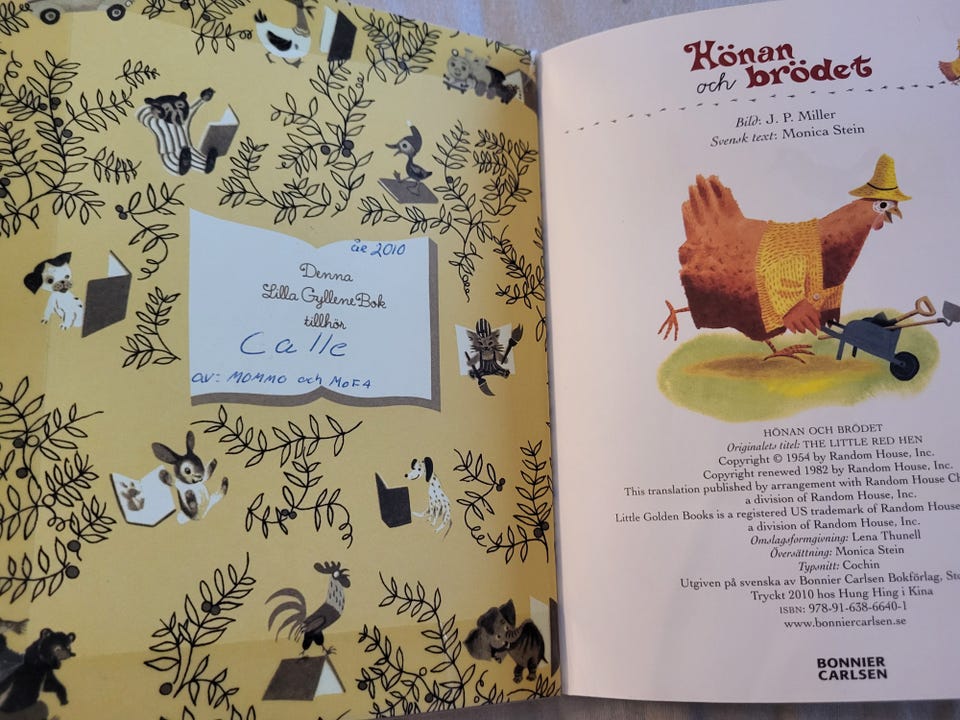 år 2010
Denna
Lilla Gyllene Bok
tillhör
Calle
av: MOMMO och MOFA
Hönan
och brödet
Bild: J. P. Miller
Svensk text: Monica Stein
HÖNAN OCH BRÖDET
Originalets titel: THE LITTLE RED HEN
Copyright © 1954 by Random House, Inc.
Copyright renewed 1982 by Random House, Inc.
This translation published by arrangement with Random House Ch
a division of Random House, Inc.
Little Golden Books is a registered US trademark of Random House
a division of Random House, Inc.
Omslagsformgivning: Lena Thunell
Översättning: Monica Stein
Typsnitt: Cochin
Utgiven på svenska av Bonnier Carlsen Bokförlag, Sto
Tryckt 2010 hos Hung Hing i Kina
ISBN: 978-91-638-6640-1
www.bonniercarlsen.se
BONNIER
CARLSEN